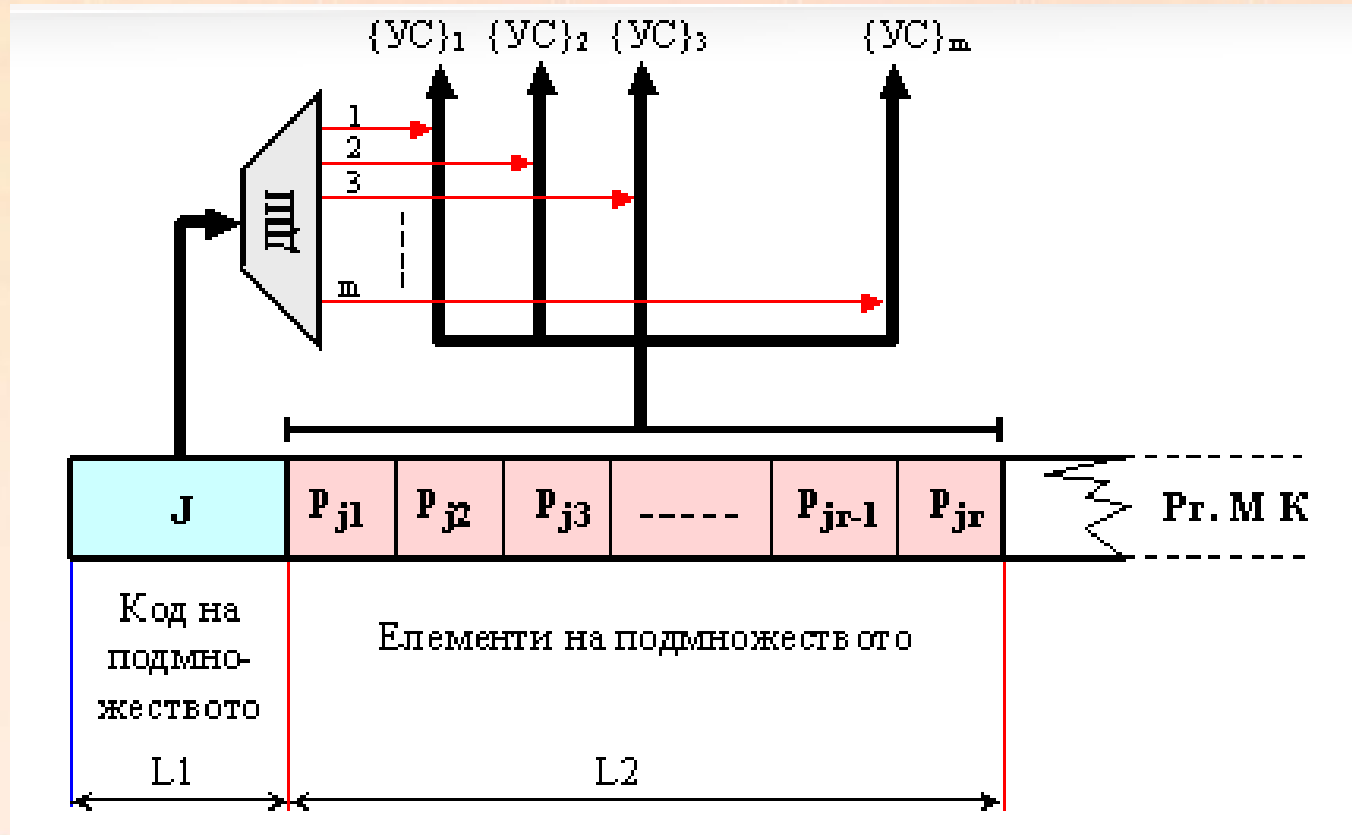 {УС}1 {УС}2 {УС}3 {УС}m
1
2
3
m
ДШ
J Pj1 Pj2 Pj3 ----- Pjr-1 Pjr Рг. М К
Код на
подмно-
жеството
Елементи на подмножеството
L1 L2